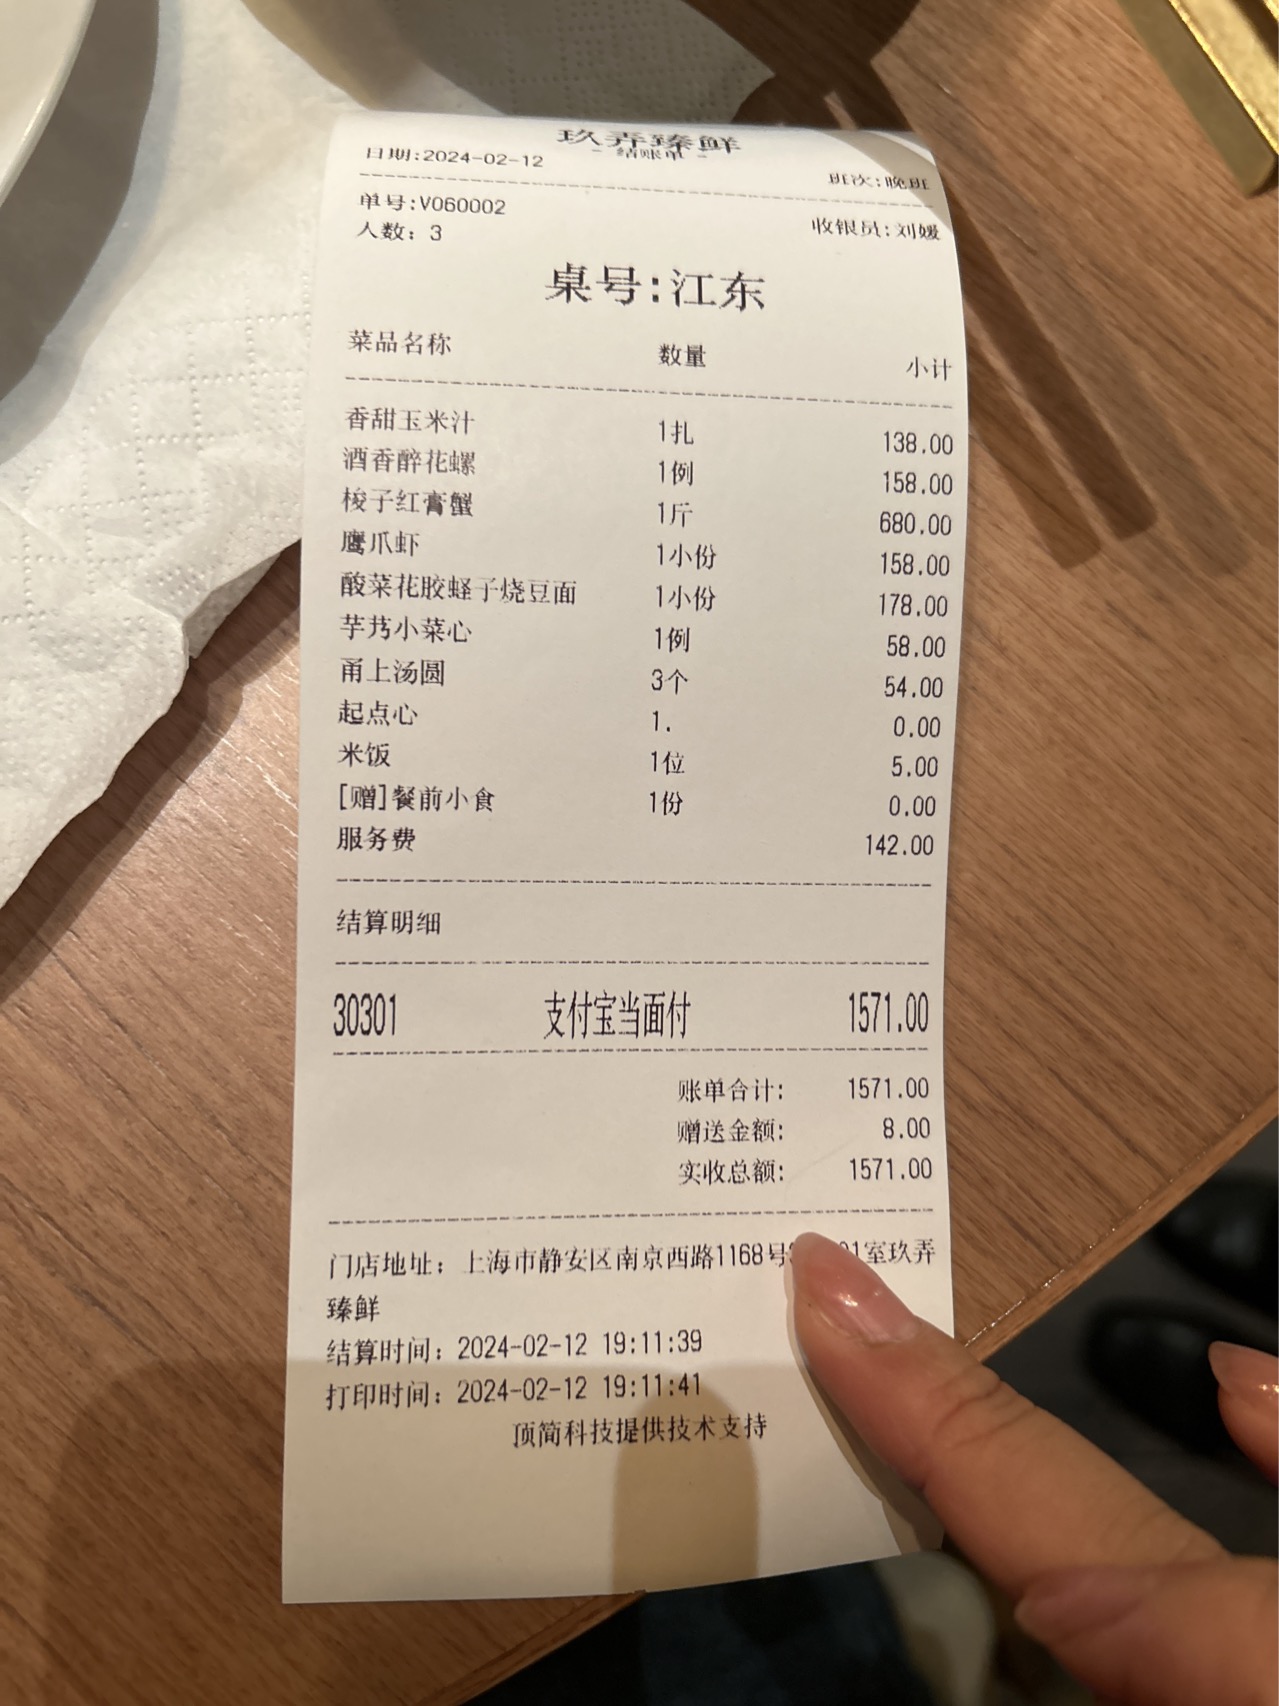 玖弄臻鲜
- 结账单 -
日期:2024-02-12 班次:晚班
单号:V060002 收银员:刘嫒
人数: 3
桌号:江东
菜品名称 数量 小计
香甜玉米汁 1扎 138.00
酒香醉花螺 1例 158.00
梭子红膏蟹 1斤 680.00
鹰爪虾 1小份 158.00
酸菜花胶蛏子烧豆面 1小份 178.00
芋艿小菜心 1例 58.00
甬上汤圆 3个 54.00
起点心 1. 0.00
米饭 1位 5.00
[赠]餐前小食 1份 0.00
服务费 142.00
结算明细
30301 支付宝当面付 1571.00
账单合计: 1571.00
赠送金额: 8.00
实收总额: 1571.00
门店地址: 上海市静安区南京西路1168号 01室玖弄
臻鲜
结算时间: 2024-02-12 19:11:39
打印时间: 2024-02-12 19:11:41
顶简科技提供技术支持